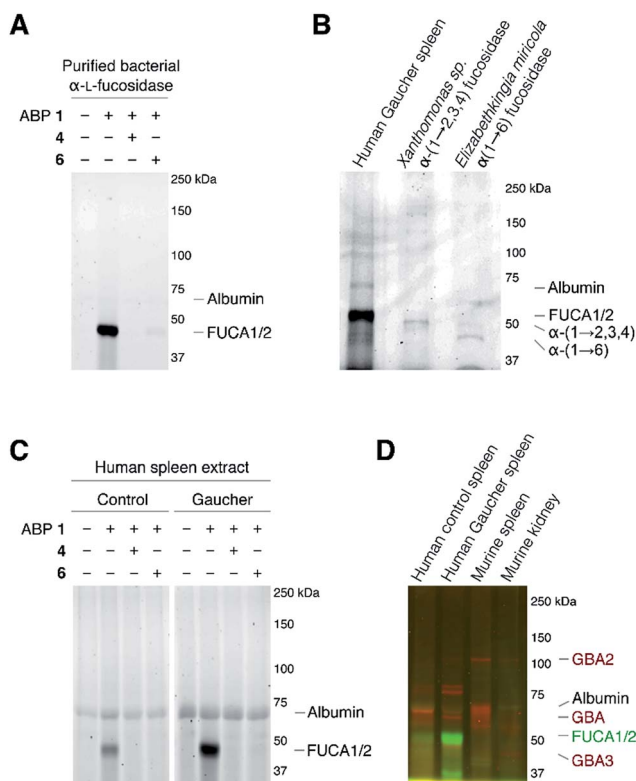 A
Purified bacterial
α-L-fucosidase
ABP 1 – + + +
4 – – + –
6 – – – +
250 kDa
150
100
75
Albumin
50
FUCA1/2
37
B
Human Gaucher spleen
Xanthomonas sp.
α-(1→2,3,4) fucosidase
Elizabethkingia miricola
α(1→6) fucosidase
250 kDa
150
100
75
Albumin
FUCA1/2
50
α-(1→2,3,4)
α-(1→6)
37
C
Human spleen extract
Control Gaucher
ABP 1 – + + + – + + +
4 – – + – – – + –
6 – – – + – – – +
250 kDa
150
100
75
Albumin
50
FUCA1/2
37
D
Human control spleen
Human Gaucher spleen
Murine spleen
Murine kidney
250 kDa
150
100
GBA2
75
Albumin
GBA
FUCA1/2
50
GBA3
37